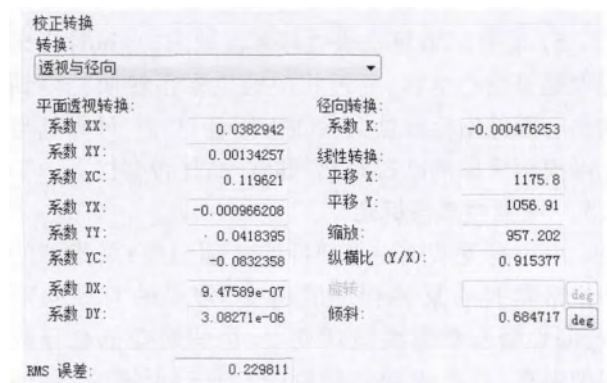 校正转换
转换:
透视与径向
平面透视转换:
系数 XX: 0.0382942
系数 XY: 0.00134257
系数 XC: 0.119621
系数 YX: -0.000966208
系数 YY: 0.0418395
系数 YC: -0.0832358
系数 DX: 9.47589e-07
系数 DY: 3.08271e-06
RMS 误差: 0.229811
径向转换:
系数 K: -0.000476253
线性转换:
平移 X: 1175.8
平移 Y: 1056.91
缩放: 957.202
纵横比 (Y/X): 0.915377
旋转: deg
倾斜: 0.684717 deg